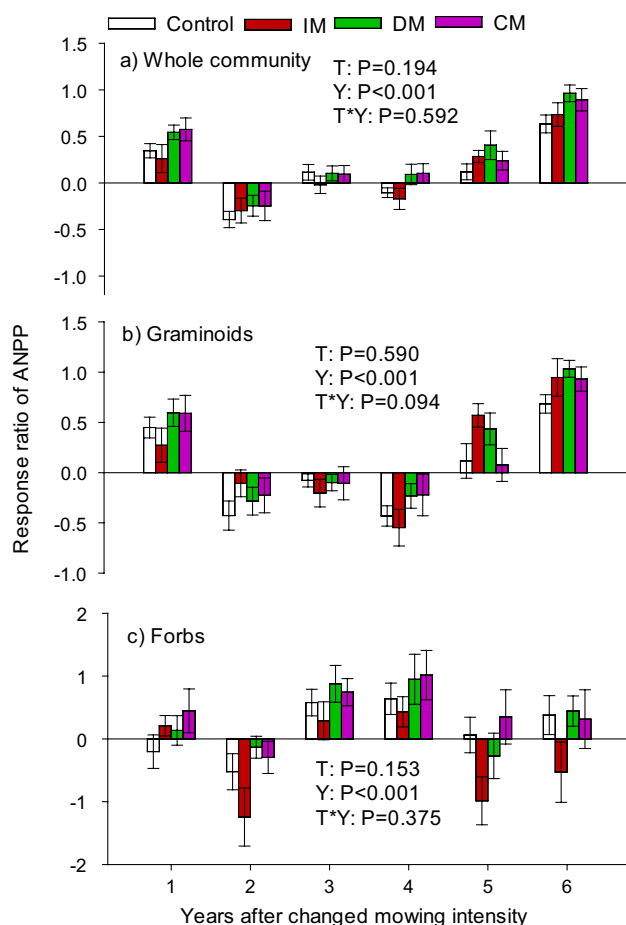 Control IM DM CM
a) Whole community
T: P=0.194
Y: P<0.001
T*Y: P=0.592
1.5
1.0
0.5
0.0
-0.5
-1.0
b) Graminoids
T: P=0.590
Y: P<0.001
T*Y: P=0.094
1.5
1.0
0.5
0.0
-0.5
-1.0
Response ratio of ANPP
c) Forbs
T: P=0.153
Y: P<0.001
T*Y: P=0.375
2
1
0
-1
-2
1 2 3 4 5 6
Years after changed mowing intensity